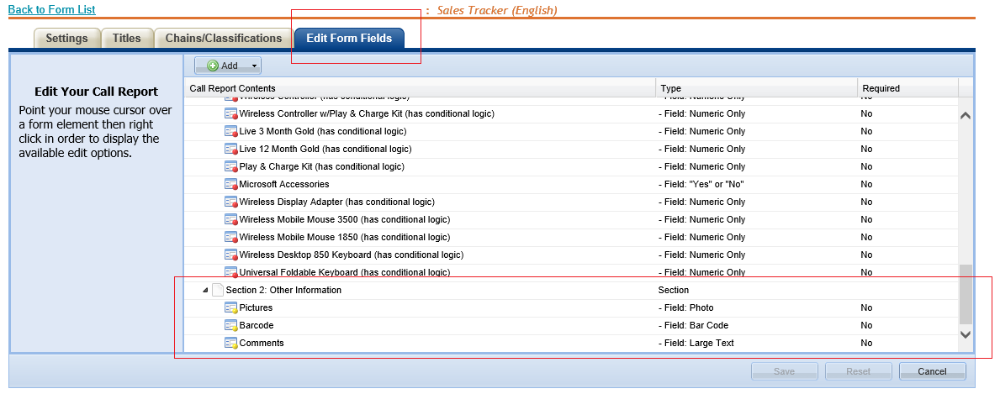 Back to Form List : Sales Tracker (English)
Settings Titles Chains/Classifications Edit Form Fields
Add
Edit Your Call Report
Point your mouse cursor over
a form element then right
click in order to display the
available edit options.
Call Report Contents Type Required
Wireless Controller (has conditional logic) - Field: Numeric Only No
Wireless Controller w/Play & Charge Kit (has conditional logic) - Field: Numeric Only No
Live 3 Month Gold (has conditional logic) - Field: Numeric Only No
Live 12 Month Gold (has conditional logic) - Field: Numeric Only No
Play & Charge Kit (has conditional logic) - Field: Numeric Only No
Microsoft Accessories - Field: "Yes" or "No" No
Wireless Display Adapter (has conditional logic) - Field: Numeric Only No
Wireless Mobile Mouse 3500 (has conditional logic) - Field: Numeric Only No
Wireless Mobile Mouse 1850 (has conditional logic) - Field: Numeric Only No
Wireless Desktop 850 Keyboard (has conditional logic) - Field: Numeric Only No
Universal Foldable Keyboard (has conditional logic) - Field: Numeric Only No
Section 2: Other Information Section
Pictures - Field: Photo No
Barcode - Field: Bar Code No
Comments - Field: Large Text No
Save Reset Cancel